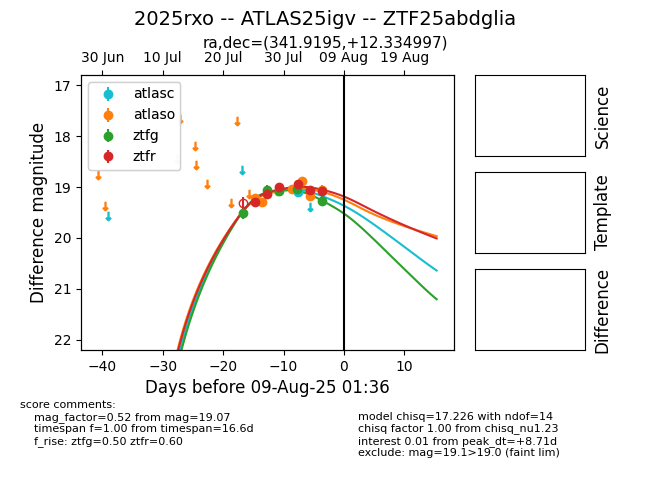 2025rxo -- ATLAS25igv -- ZTF25abdglia
ra,dec=(341.9195,+12.334997)
30 Jun 10 Jul 20 Jul 30 Jul 09 Aug 19 Aug
atlasc
atlaso
ztfg
ztfr
17
18
19
20
21
22
Difference magnitude
−40 −30 −20 −10 0 10
Days before 09-Aug-25 01:36
Science
Template
Difference
score comments:
mag_factor=0.52 from mag=19.07
timespan f=1.00 from timespan=16.6d
f_rise: ztfg=0.50 ztfr=0.60
model chisq=17.226 with ndof=14
chisq factor 1.00 from chisq_nu1.23
interest 0.01 from peak_dt=+8.71d
exclude: mag=19.1>19.0 (faint lim)